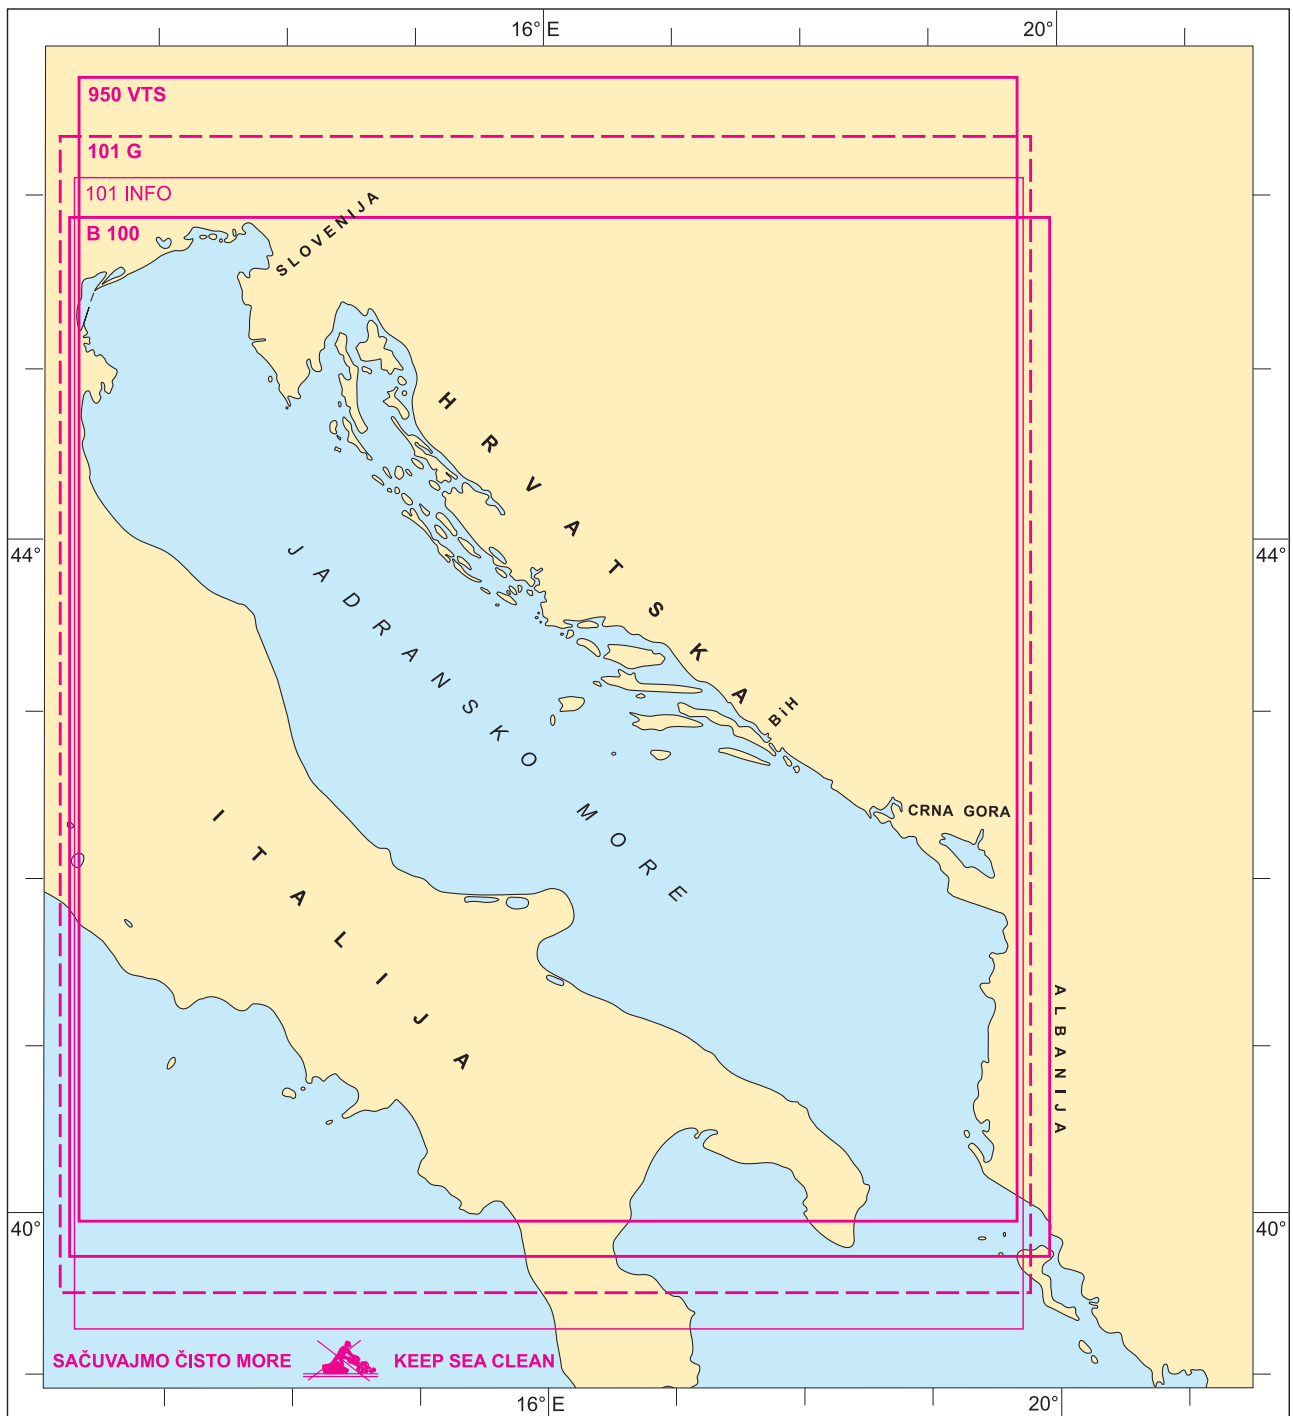 16° E 20°
950 VTS
101 G
101 INFO
B 100
SLOVENIJA
HRVATSKA
44° 44°
JADRANSKO MORE
BiH
ITALIJA
CRNA GORA
ALBANIJA
40° 40°
SAČUVAJMO ČISTO MORE KEEP SEA CLEAN
16° E 20°